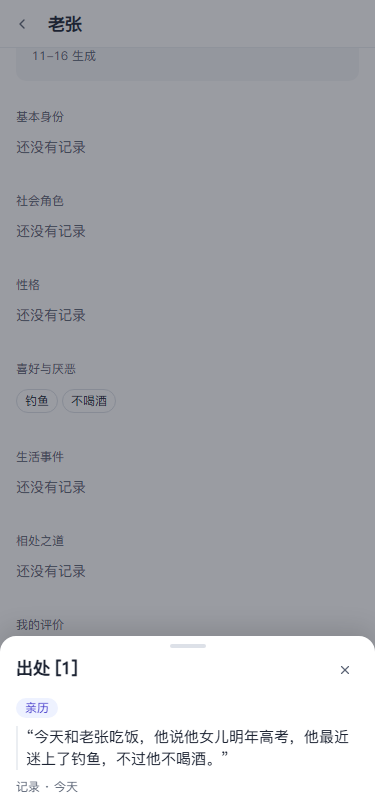 老张
11–16 生成
基本身份
还没有记录
社会角色
还没有记录
性格
还没有记录
喜好与厌恶
钓鱼 不喝酒
生活事件
还没有记录
相处之道
还没有记录
我的评价
出处 [1]
亲历
“今天和老张吃饭，他说他女儿明年高考，他最近
迷上了钓鱼，不过他不喝酒。”
记录 · 今天